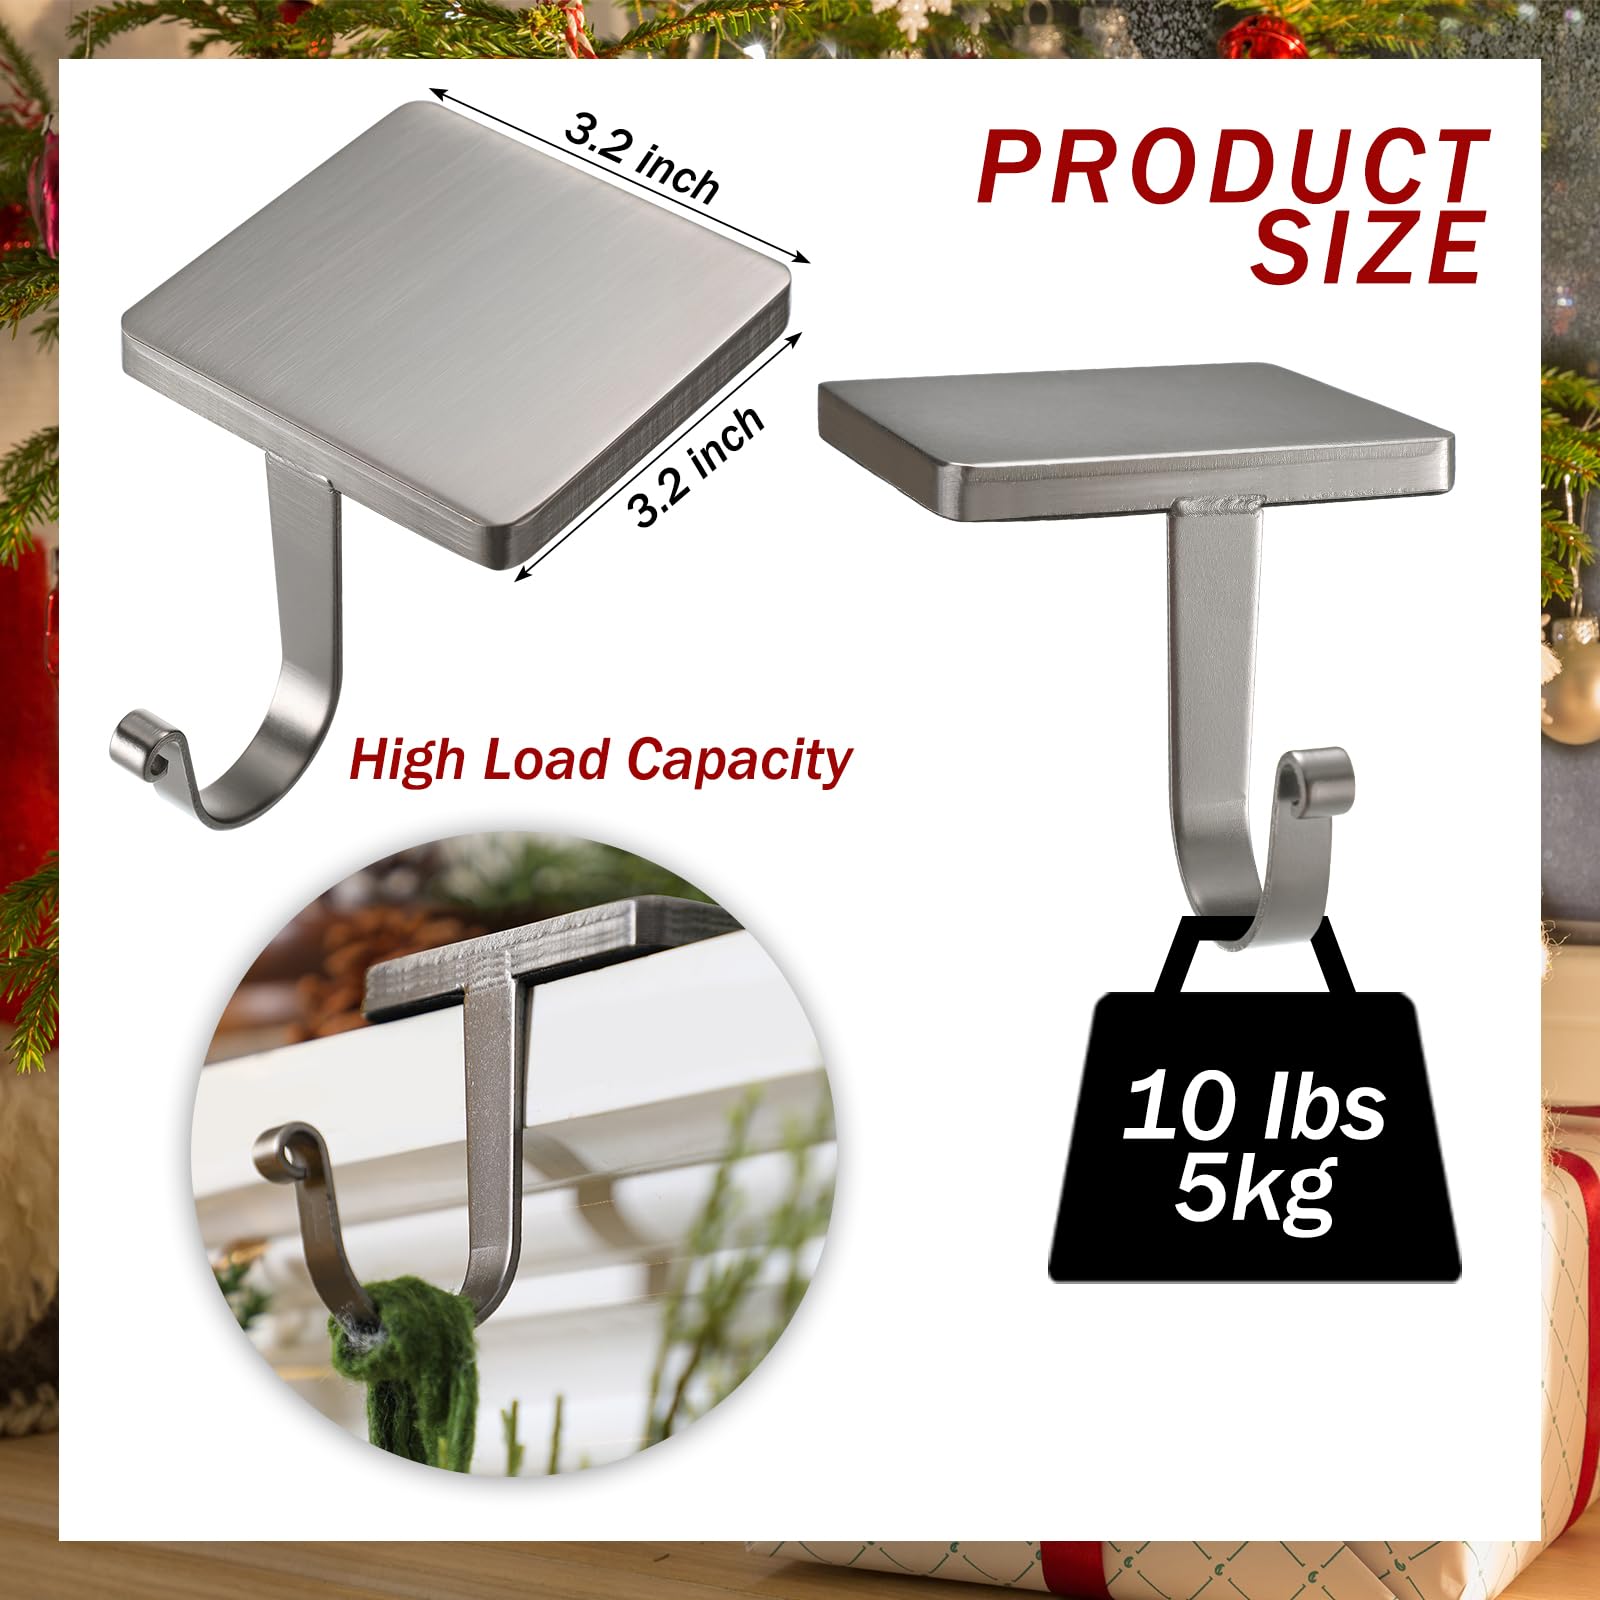 3.2 inch
PRODUCT
SIZE
3.2 inch
High Load Capacity
10 lbs
5kg